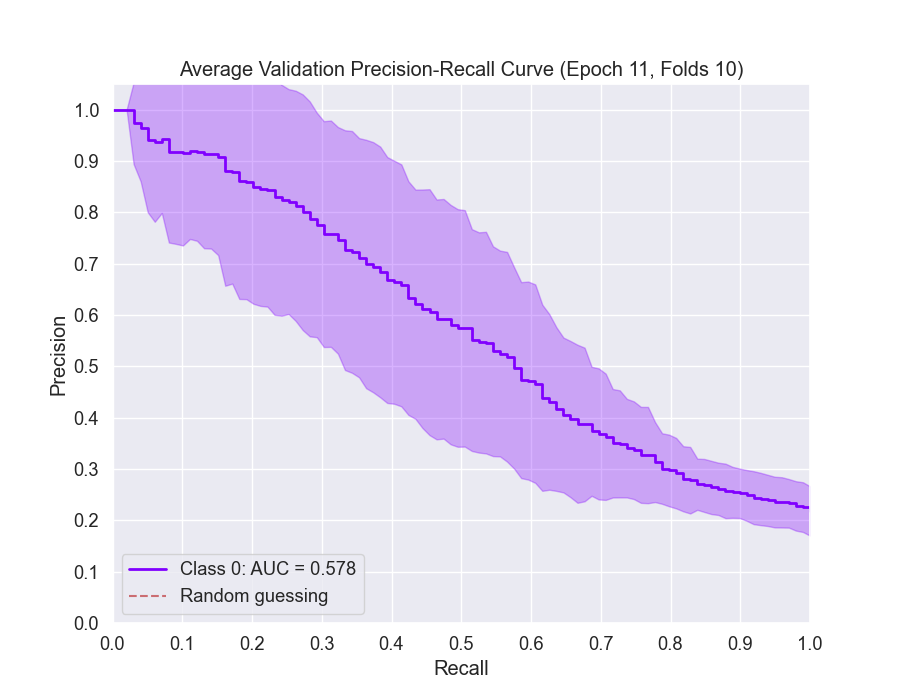 Average Validation Precision-Recall Curve (Epoch 11, Folds 10)
Precision
1.0
0.9
0.8
0.7
0.6
0.5
0.4
0.3
0.2
0.1
0.0
Class 0: AUC = 0.578
Random guessing
0.0 0.1 0.2 0.3 0.4 0.5 0.6 0.7 0.8 0.9 1.0
Recall